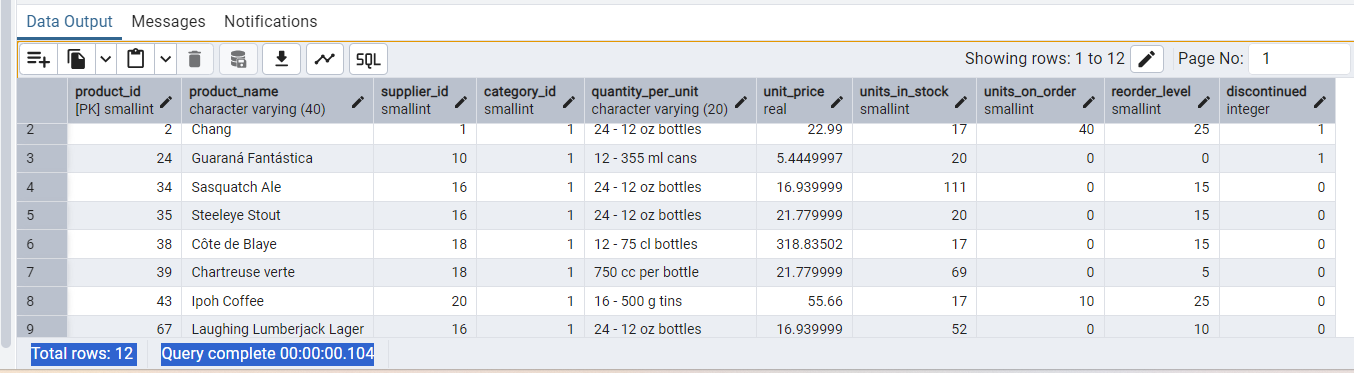 Data Output Messages Notifications
SQL Showing rows: 1 to 12 Page No: 1
product_id product_name supplier_id category_id quantity_per_unit unit_price units_in_stock units_on_order reorder_level discontinued
[PK] smallint character varying (40) smallint smallint character varying (20) real smallint smallint smallint integer
2 2 Chang 1 1 24 - 12 oz bottles 22.99 17 40 25 1
3 24 Guaraná Fantástica 10 1 12 - 355 ml cans 5.4449997 20 0 0 1
4 34 Sasquatch Ale 16 1 24 - 12 oz bottles 16.939999 111 0 15 0
5 35 Steeleye Stout 16 1 24 - 12 oz bottles 21.779999 20 0 15 0
6 38 Côte de Blaye 18 1 12 - 75 cl bottles 318.83502 17 0 15 0
7 39 Chartreuse verte 18 1 750 cc per bottle 21.779999 69 0 5 0
8 43 Ipoh Coffee 20 1 16 - 500 g tins 55.66 17 10 25 0
9 67 Laughing Lumberjack Lager 16 1 24 - 12 oz bottles 16.939999 52 0 10 0
Total rows: 12 Query complete 00:00:00.104